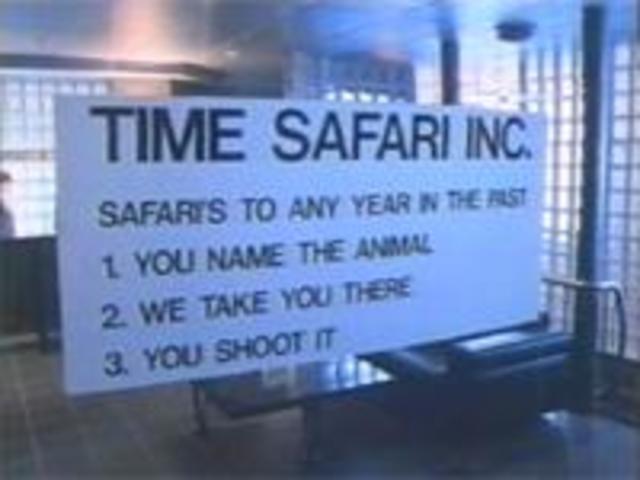 TIME SAFARI INC.
SAFARI'S TO ANY YEAR IN THE PAST
1. YOU NAME THE ANIMAL
2. WE TAKE YOU THERE
3. YOU SHOOT IT